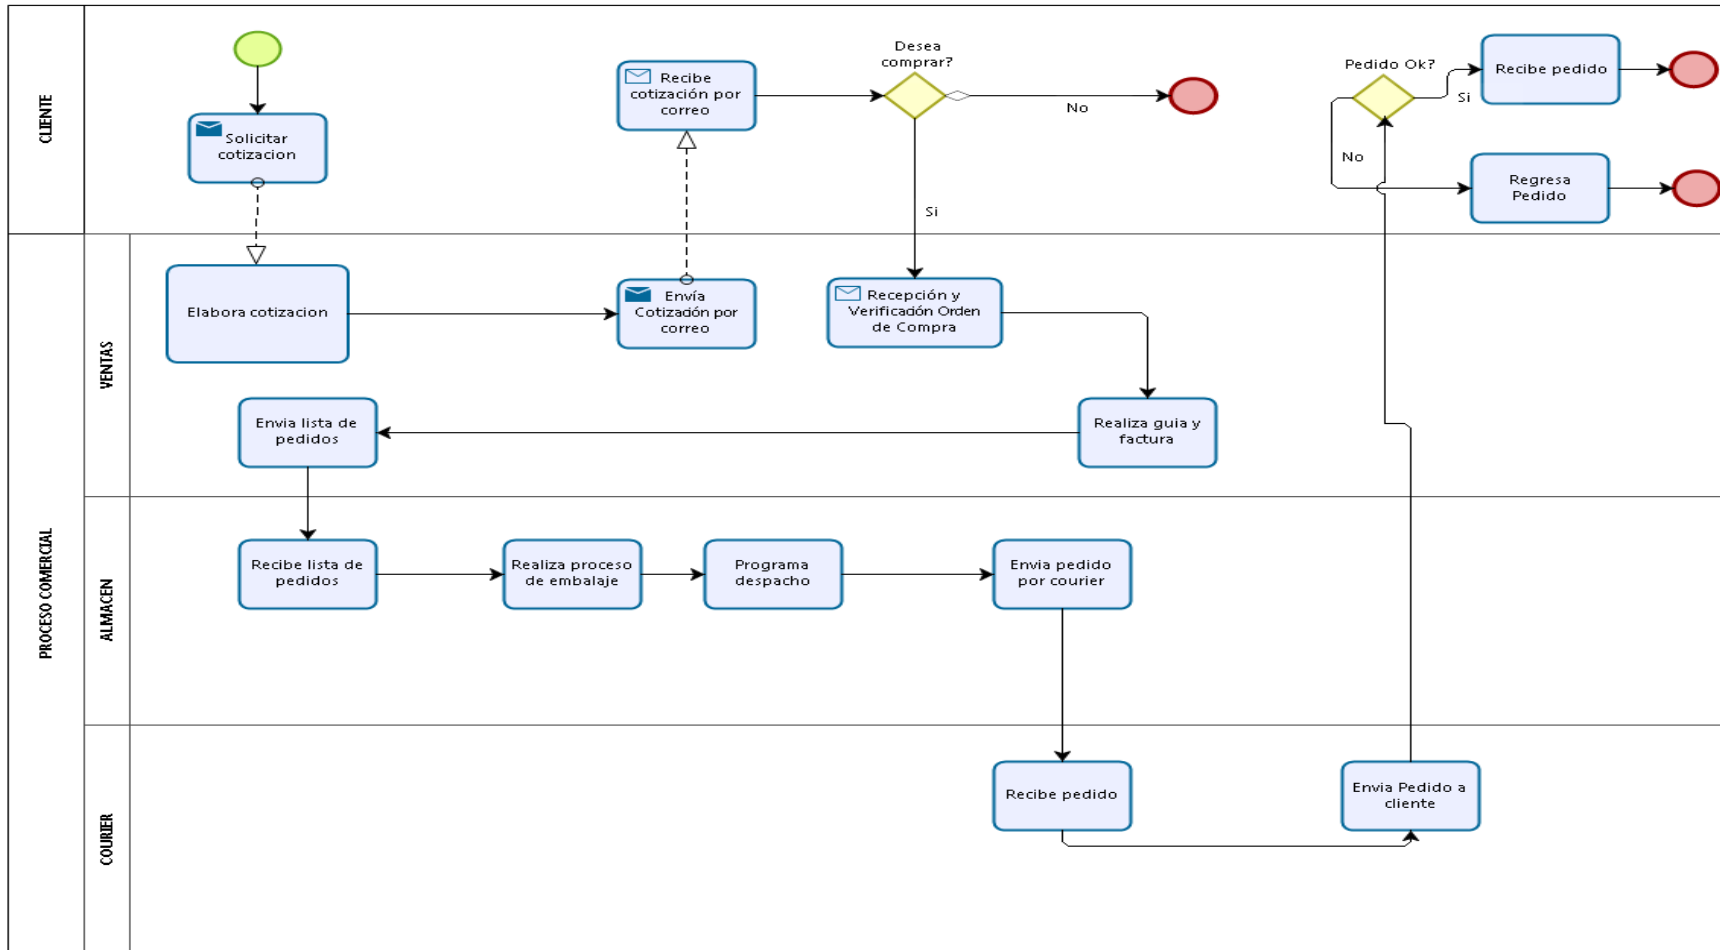 CLIENTE
Solicitar
cotizacion
Recibe
cotización por
correo
Desea
comprar?
No
Si
Pedido Ok?
Si
No
Recibe pedido
Regresa
Pedido
PROCESO COMERCIAL
VENTAS
Elabora cotizacion
Envía
Cotización por
correo
Recepción y
Verificación Orden
de Compra
Realiza guia y
factura
Envia lista de
pedidos
ALMACEN
Recibe lista de
pedidos
Realiza proceso
de embalaje
Programa
despacho
Envia pedido
por courier
COURIER
Recibe pedido
Envia Pedido a
cliente